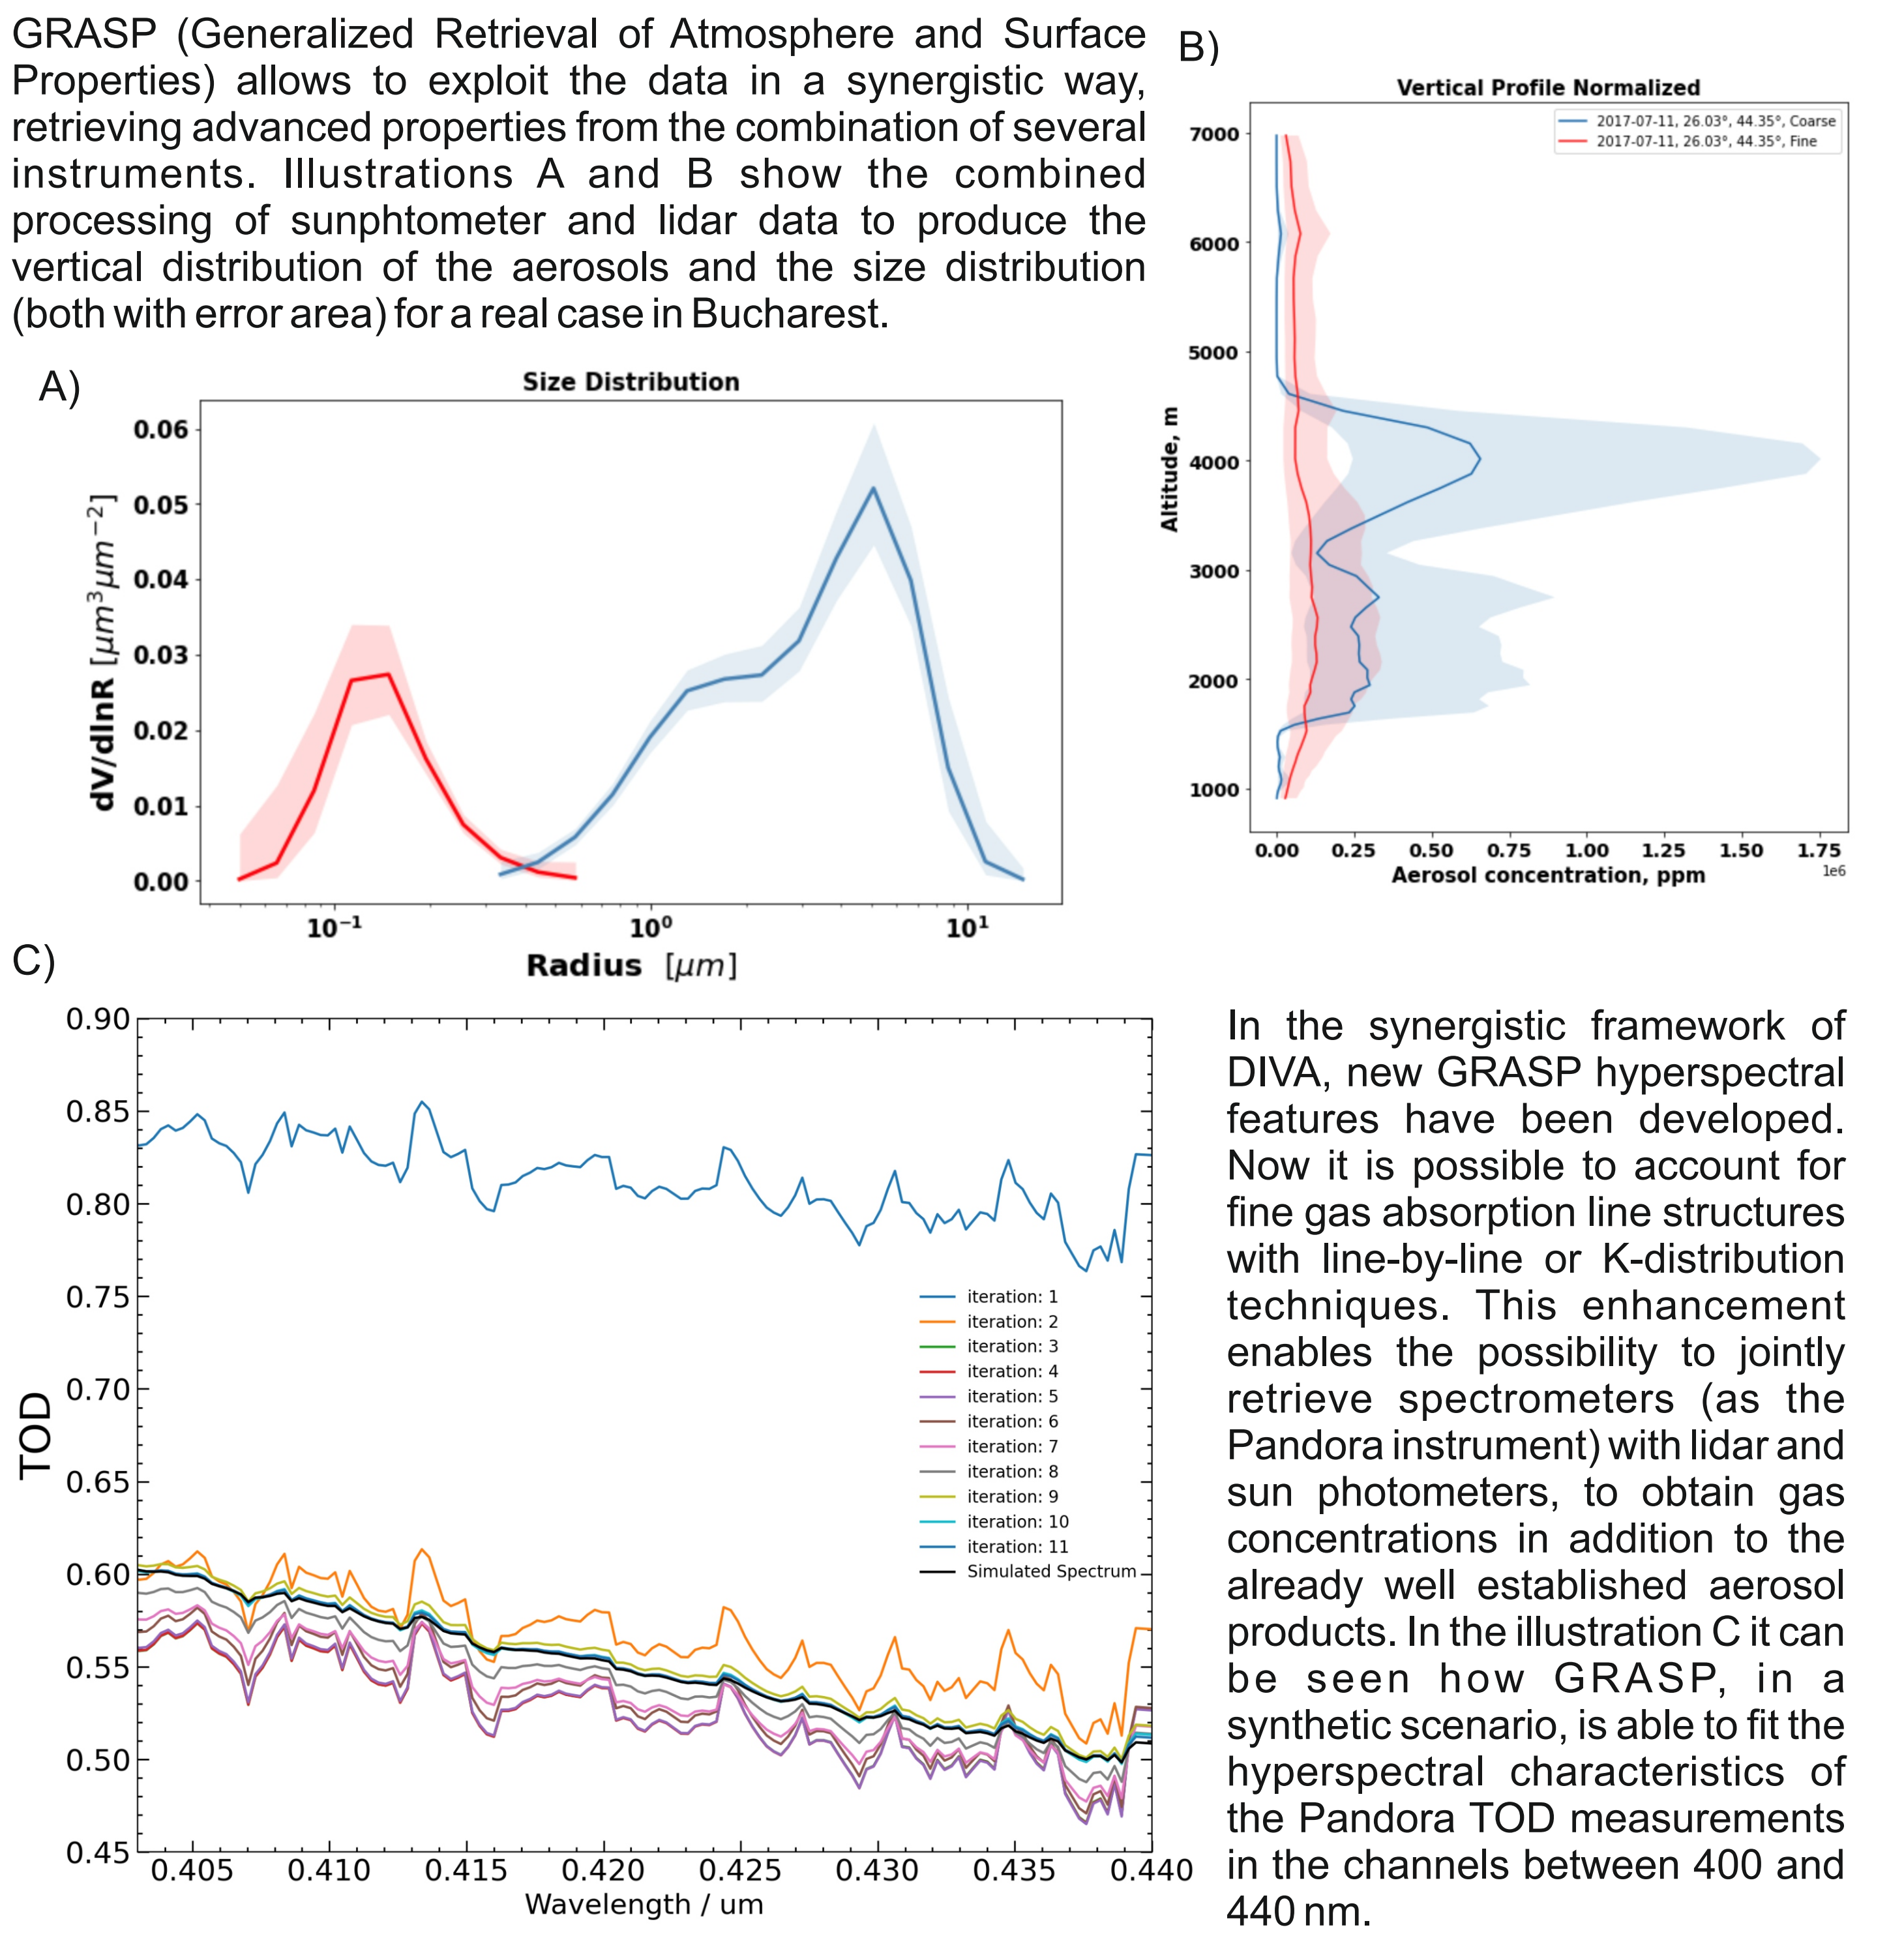 GRASP (Generalized Retrieval of Atmosphere and Surface
Properties) allows to exploit the data in a synergistic way,
retrieving advanced properties from the combination of several
instruments. Illustrations A and B show the combined
processing of sunphtometer and lidar data to produce the
vertical distribution of the aerosols and the size distribution
(both with error area) for a real case in Bucharest.
B)
Vertical Profile Normalized
2017-07-11, 26.03°, 44.35°, Coarse
2017-07-11, 26.03°, 44.35°, Fine
7000
6000
5000
4000
3000
2000
1000
Altitude, m
0.00 0.25 0.50 0.75 1.00 1.25 1.50 1.75
1e6
Aerosol concentration, ppm
A)
Size Distribution
0.06
0.05
0.04
0.03
0.02
0.01
0.00
dV/dlnR [μm³μm⁻²]
10⁻¹ 10⁰ 10¹
Radius [μm]
C)
0.90
0.85
0.80
0.75
0.70
0.65
0.60
0.55
0.50
0.45
TOD
iteration: 1
iteration: 2
iteration: 3
iteration: 4
iteration: 5
iteration: 6
iteration: 7
iteration: 8
iteration: 9
iteration: 10
iteration: 11
Simulated Spectrum
0.405 0.410 0.415 0.420 0.425 0.430 0.435 0.440
Wavelength / um
In the synergistic framework of
DIVA, new GRASP hyperspectral
features have been developed.
Now it is possible to account for
fine gas absorption line structures
with line-by-line or K-distribution
techniques. This enhancement
enables the possibility to jointly
retrieve spectrometers (as the
Pandora instrument) with lidar and
sun photometers, to obtain gas
concentrations in addition to the
already well established aerosol
products. In the illustration C it can
be seen how GRASP, in a
synthetic scenario, is able to fit the
hyperspectral characteristics of
the Pandora TOD measurements
in the channels between 400 and
440 nm.